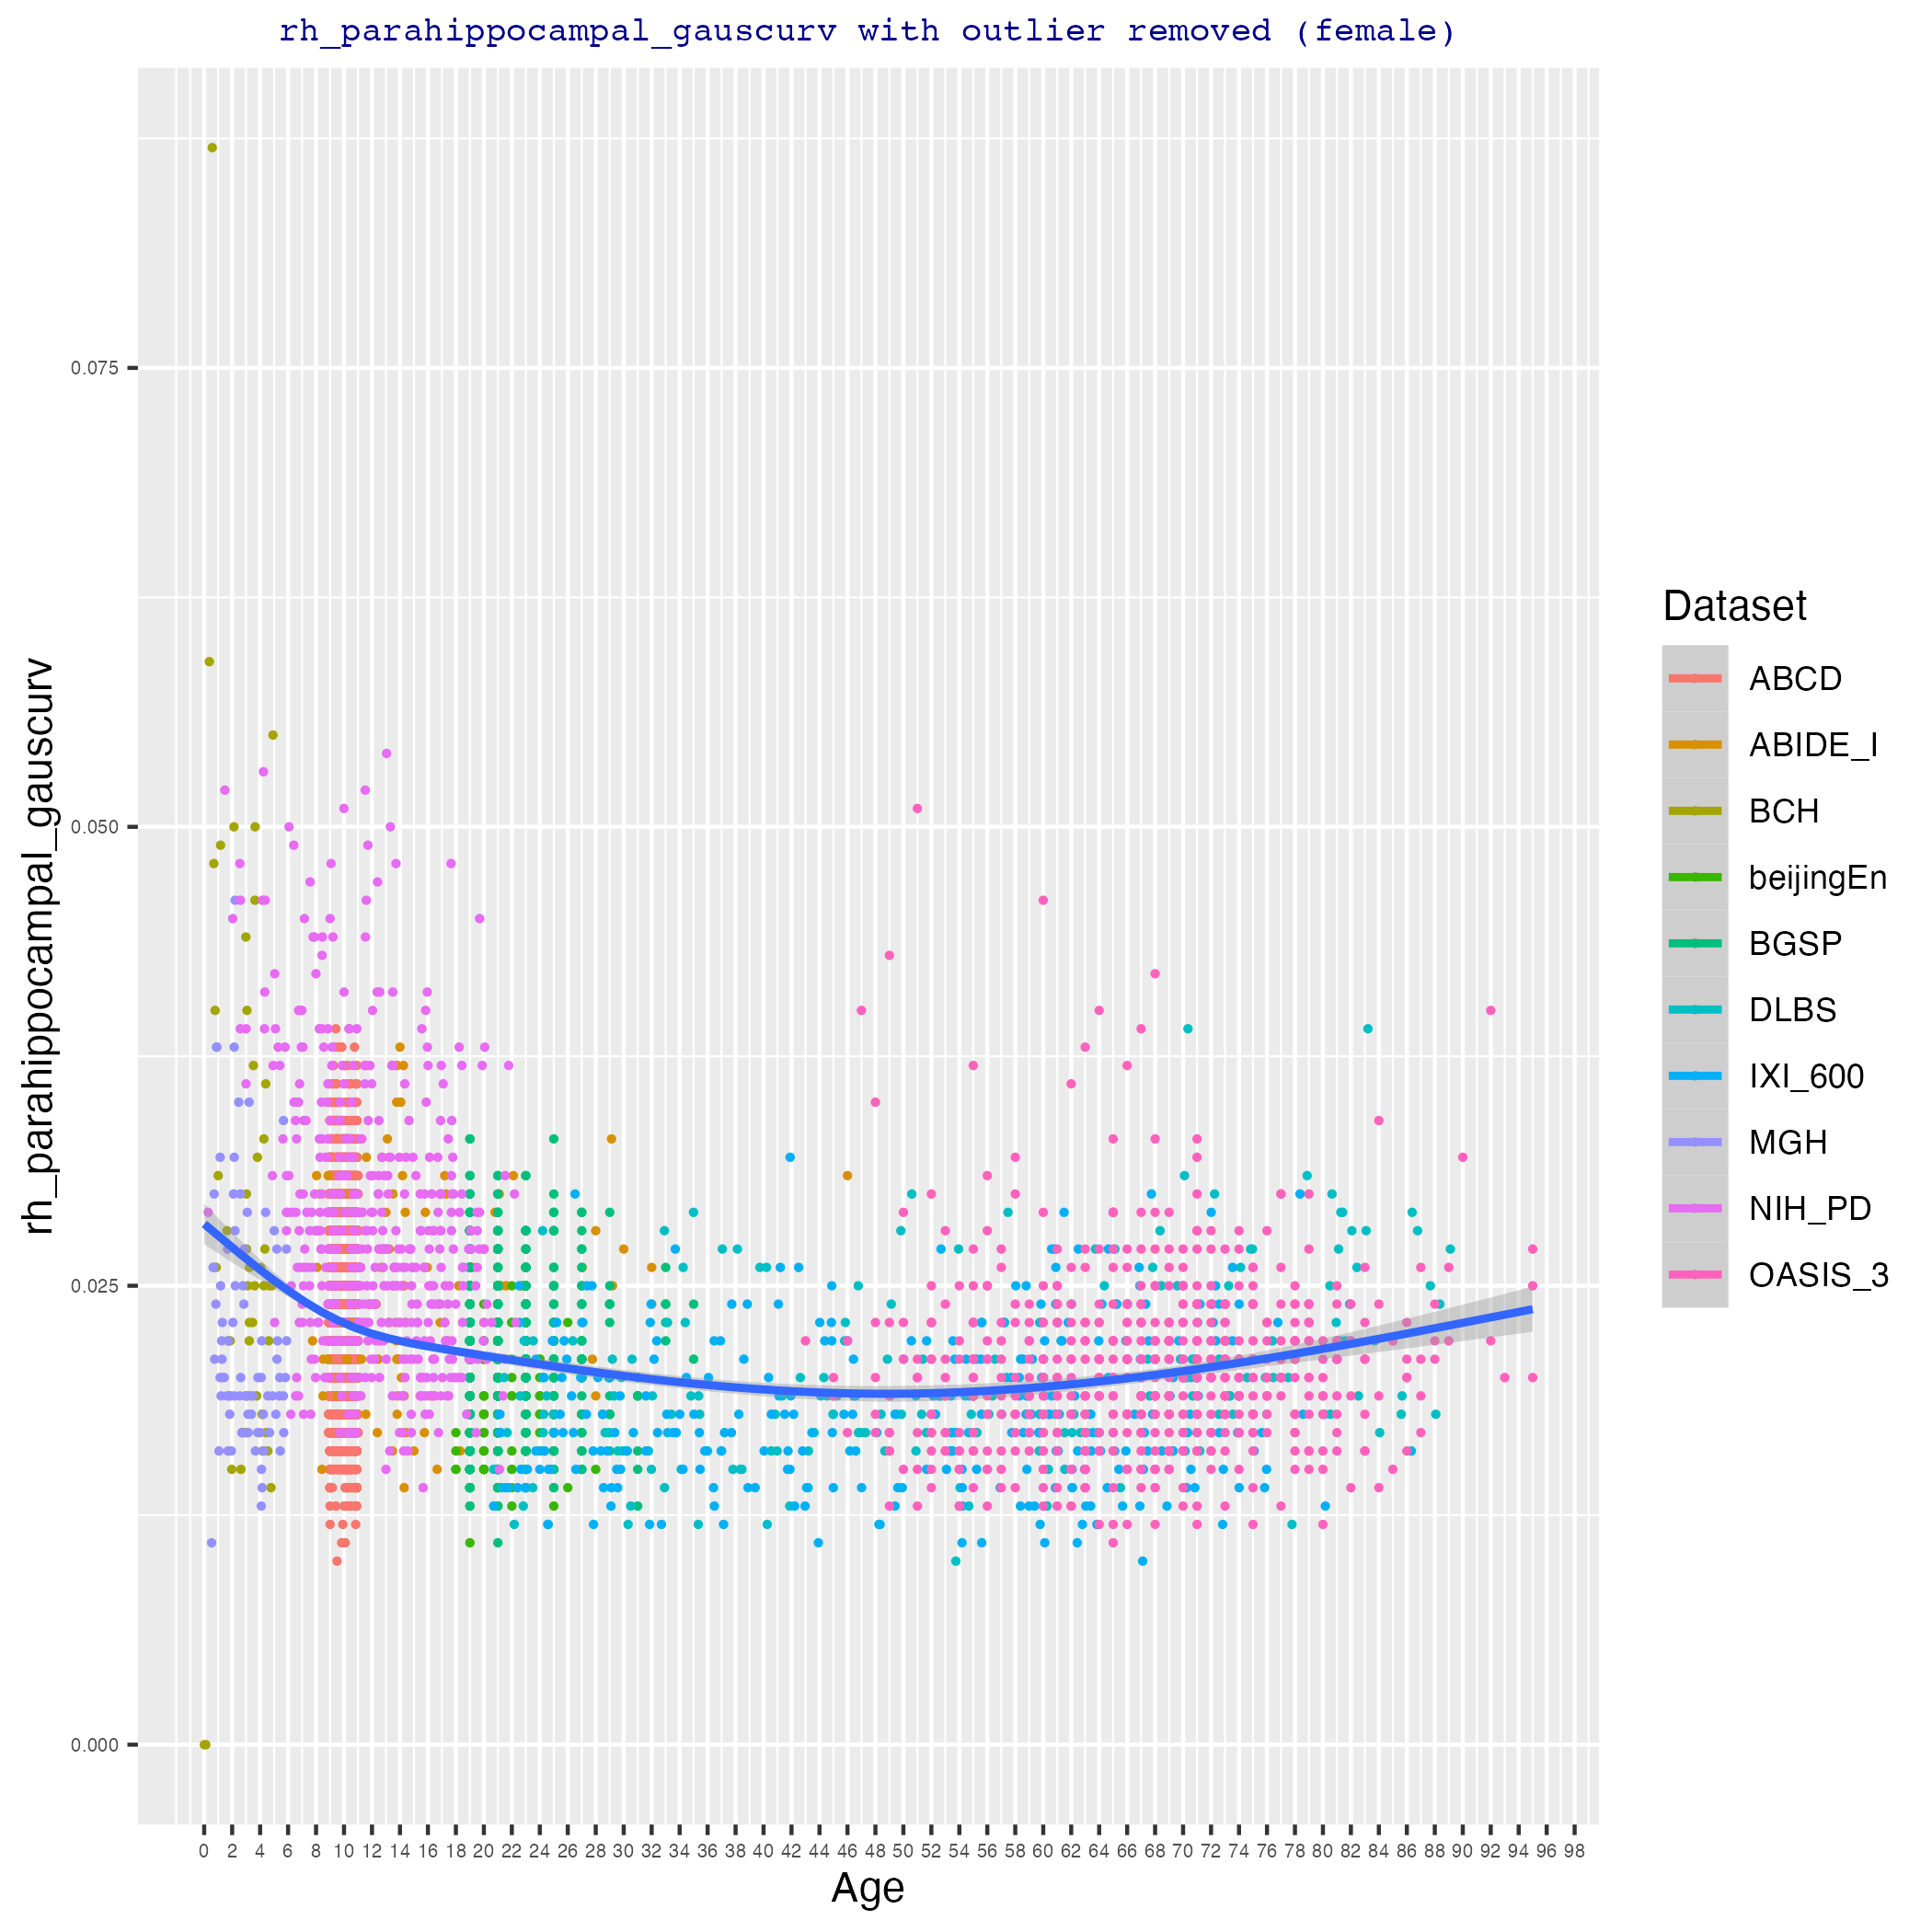 rh_parahippocampal_gauscurv with outlier removed (female)
rh_parahippocampal_gauscurv
0.075
0.050
0.025
0.000
0 2 4 6 8 10 12 14 16 18 20 22 24 26 28 30 32 34 36 38 40 42 44 46 48 50 52 54 56 58 60 62 64 66 68 70 72 74 76 78 80 82 84 86 88 90 92 94 96 98
Age
Dataset
ABCD
ABIDE_I
BCH
beijingEn
BGSP
DLBS
IXI_600
MGH
NIH_PD
OASIS_3